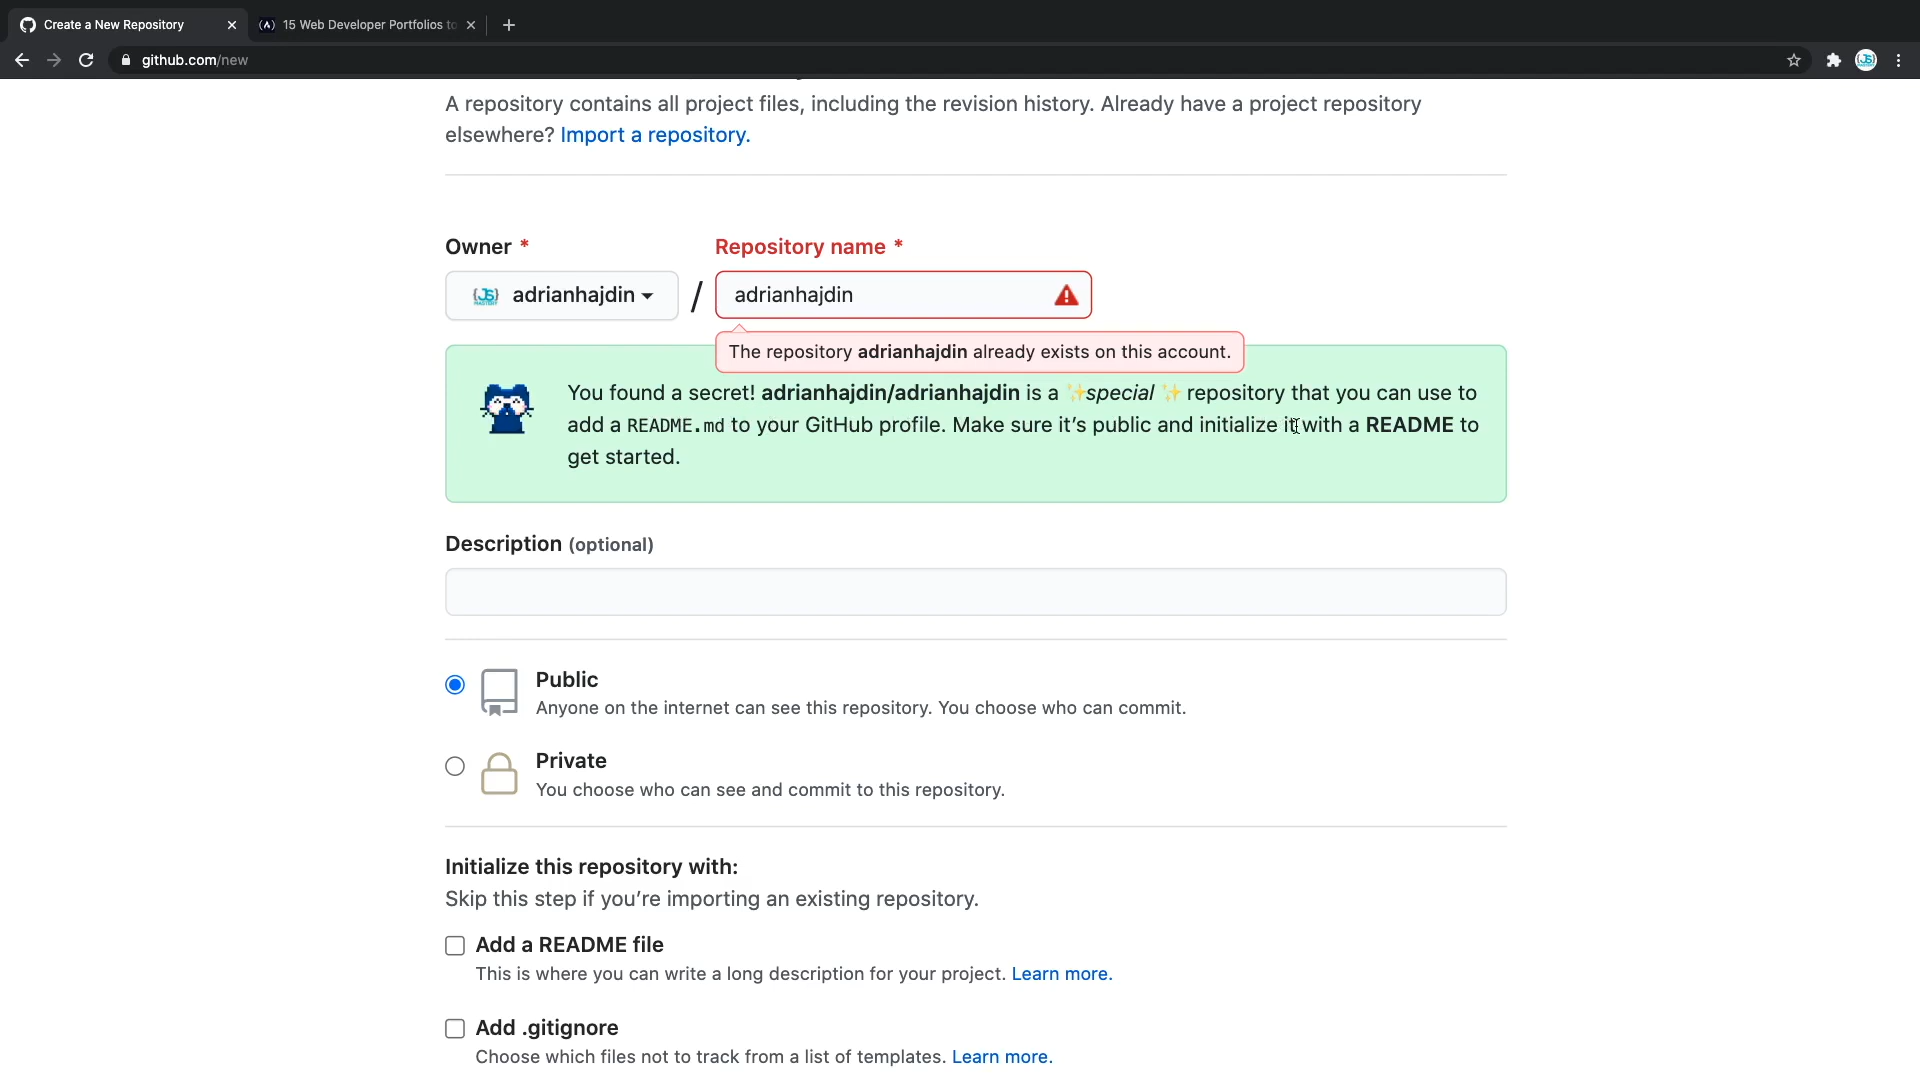 Create a New Repository
15 Web Developer Portfolios to
github.com/new
A repository contains all project files, including the revision history. Already have a project repository
elsewhere? Import a repository.
Owner *
Repository name *
adrianhajdin
/
adrianhajdin
The repository adrianhajdin already exists on this account.
You found a secret! adrianhajdin/adrianhajdin is a ✨special ✨ repository that you can use to
add a README.md to your GitHub profile. Make sure it's public and initialize it with a README to
get started.
Description (optional)
Public
Anyone on the internet can see this repository. You choose who can commit.
Private
You choose who can see and commit to this repository.
Initialize this repository with:
Skip this step if you're importing an existing repository.
Add a README file
This is where you can write a long description for your project. Learn more.
Add .gitignore
Choose which files not to track from a list of templates. Learn more.